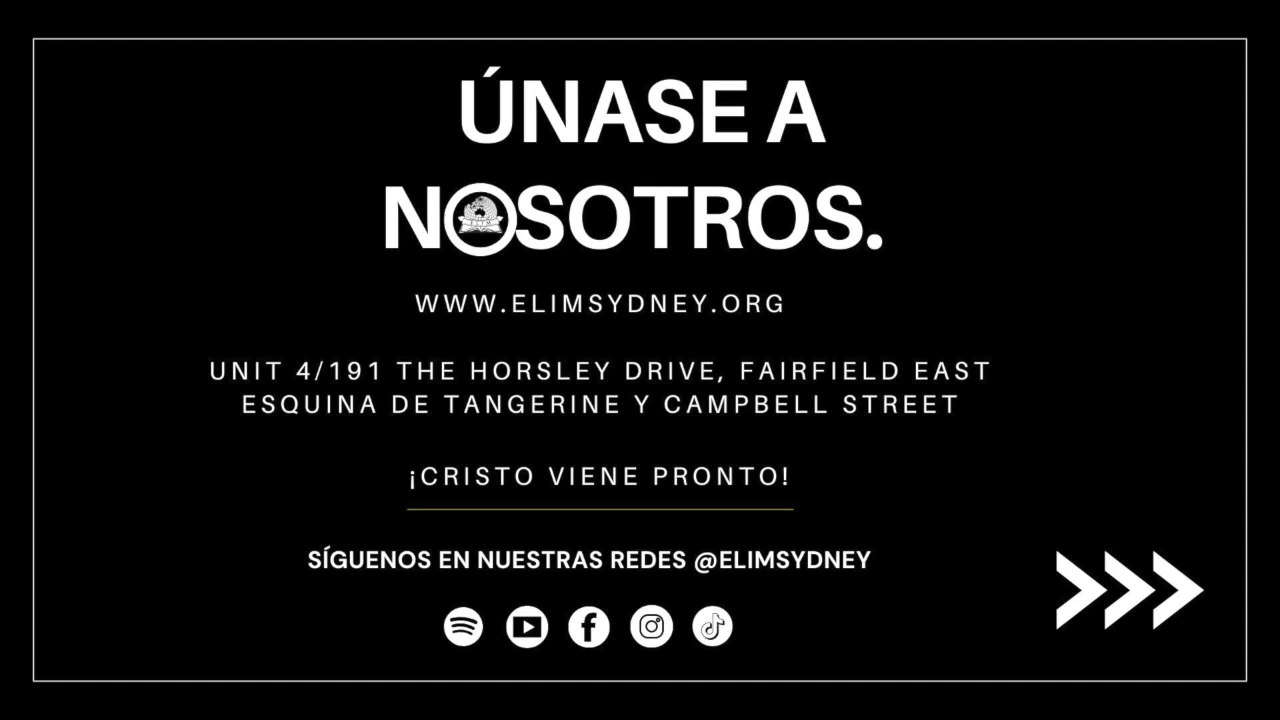 ÚNASE A
NOSOTROS.
WWW.ELIMSYDNEY.ORG
UNIT 4/191 THE HORSLEY DRIVE, FAIRFIELD EAST
ESQUINA DE TANGERINE Y CAMPBELL STREET
¡CRISTO VIENE PRONTO!
SÍGUENOS EN NUESTRAS REDES @ELIMSYDNEY